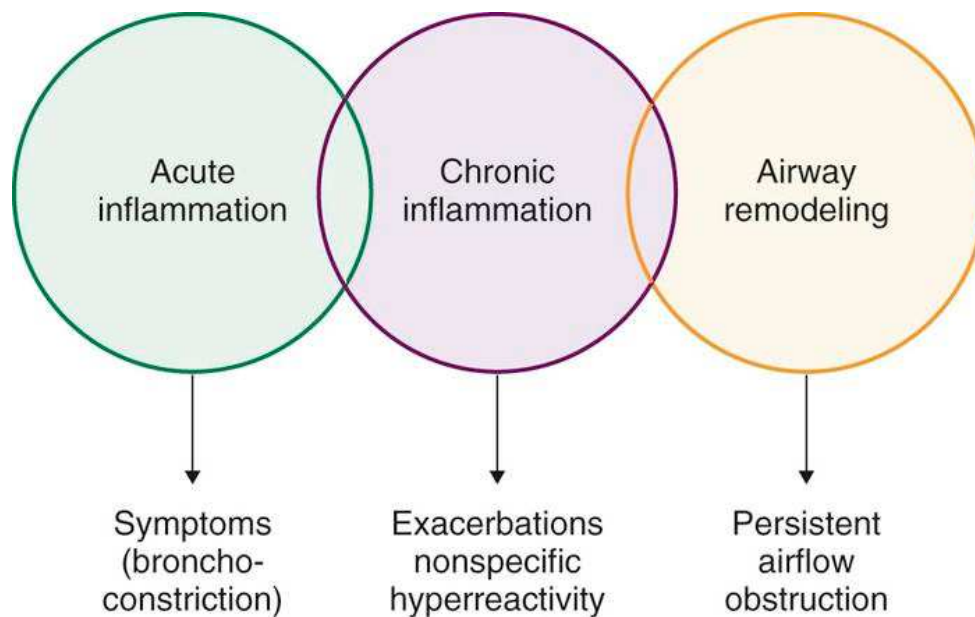 Acute
inflammation
Chronic
inflammation
Airway
remodeling
Symptoms
(broncho-
constriction)
Exacerbations
nonspecific
hyperreactivity
Persistent
airflow
obstruction